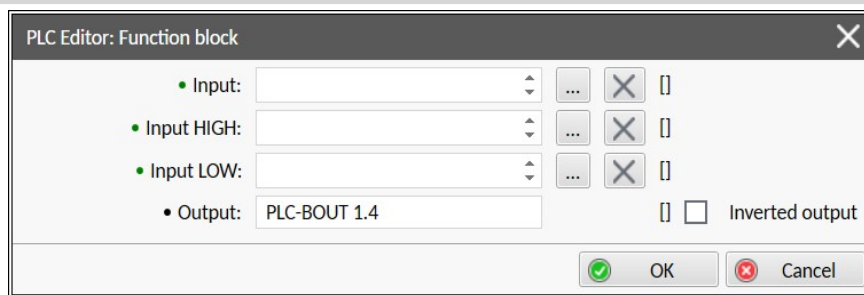 PLC Editor: Function block
• Input: ... []
• Input HIGH: ... []
• Input LOW: ... []
• Output: PLC-BOUT 1.4 [] Inverted output
OK Cancel